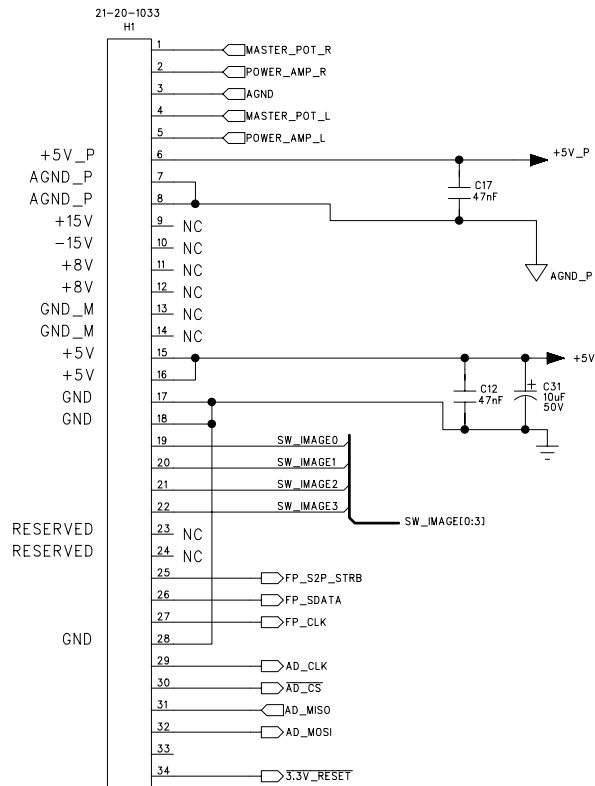 21-20-1033
H1
1 MASTER_POT_R
2 POWER_AMP_R
3 AGND
4 MASTER_POT_L
5 POWER_AMP_L
+5V_P 6 +5V_P
AGND_P 7
C17
47nF
AGND_P 8
+15V 9 NC
-15V 10 NC
+8V 11 NC
AGND_P
+8V 12 NC
GND_M 13 NC
GND_M 14 NC
+5V 15 +5V
+5V 16
C12
47nF
C31
10uF
50V
GND 17
GND 18
19 SW_IMAGE0
20 SW_IMAGE1
21 SW_IMAGE2
22 SW_IMAGE3
SW_IMAGE[0:3]
RESERVED 23 NC
RESERVED 24 NC
25 FP_S2P_STRB
26 FP_SDATA
27 FP_CLK
GND 28
29 AD_CLK
30 AD_CS
31 AD_MISO
32 AD_MOSI
33
34 3.3V_RESET